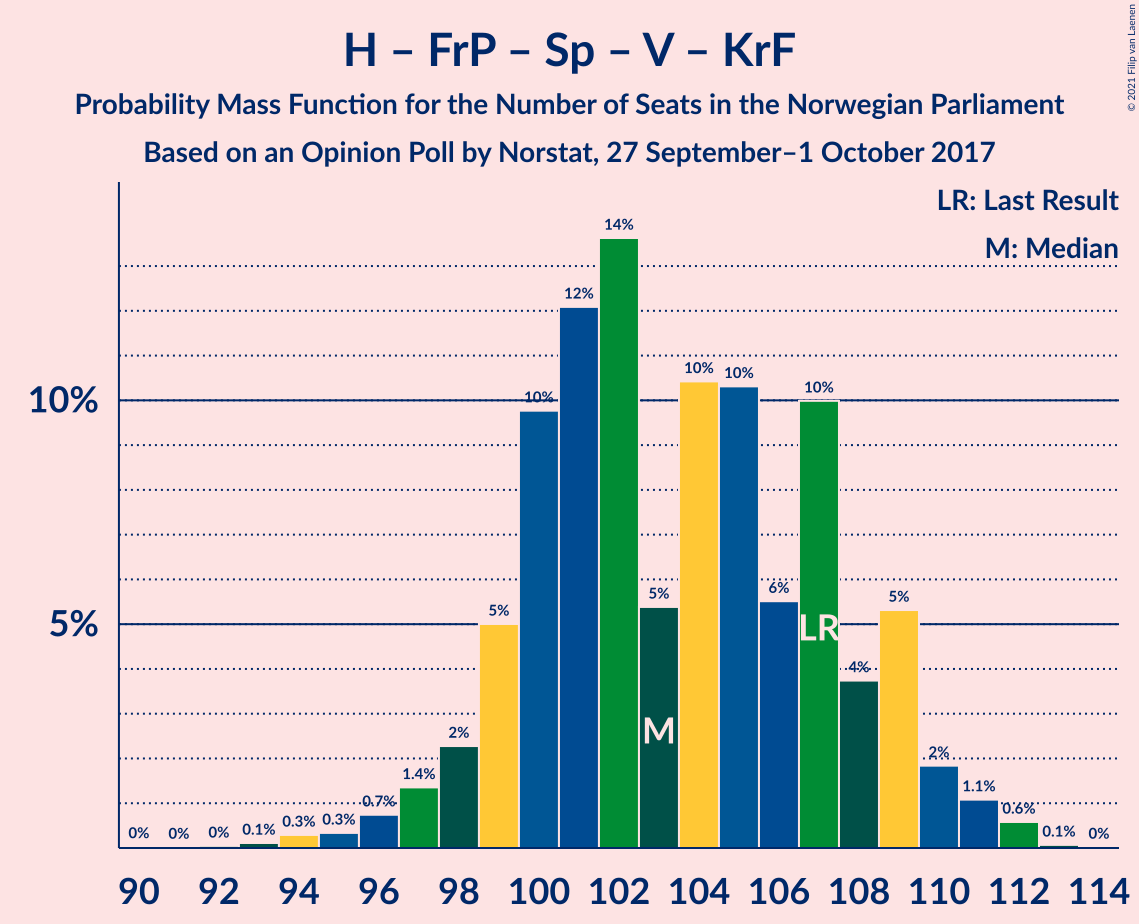 H – FrP – Sp – V – KrF
Probability Mass Function for the Number of Seats in the Norwegian Parliament
Based on an Opinion Poll by Norstat, 27 September–1 October 2017
© 2021 Filip van Laenen
LR: Last Result
M: Median
10%
5%
0% 0% 0% 0.1% 0.3% 0.3% 0.7% 1.4% 2% 5% 10% 12% 14% 5% 10% 10% 6% 10% 4% 5% 2% 1.1% 0.6% 0.1% 0%
LR
M
90 92 94 96 98 100 102 104 106 108 110 112 114